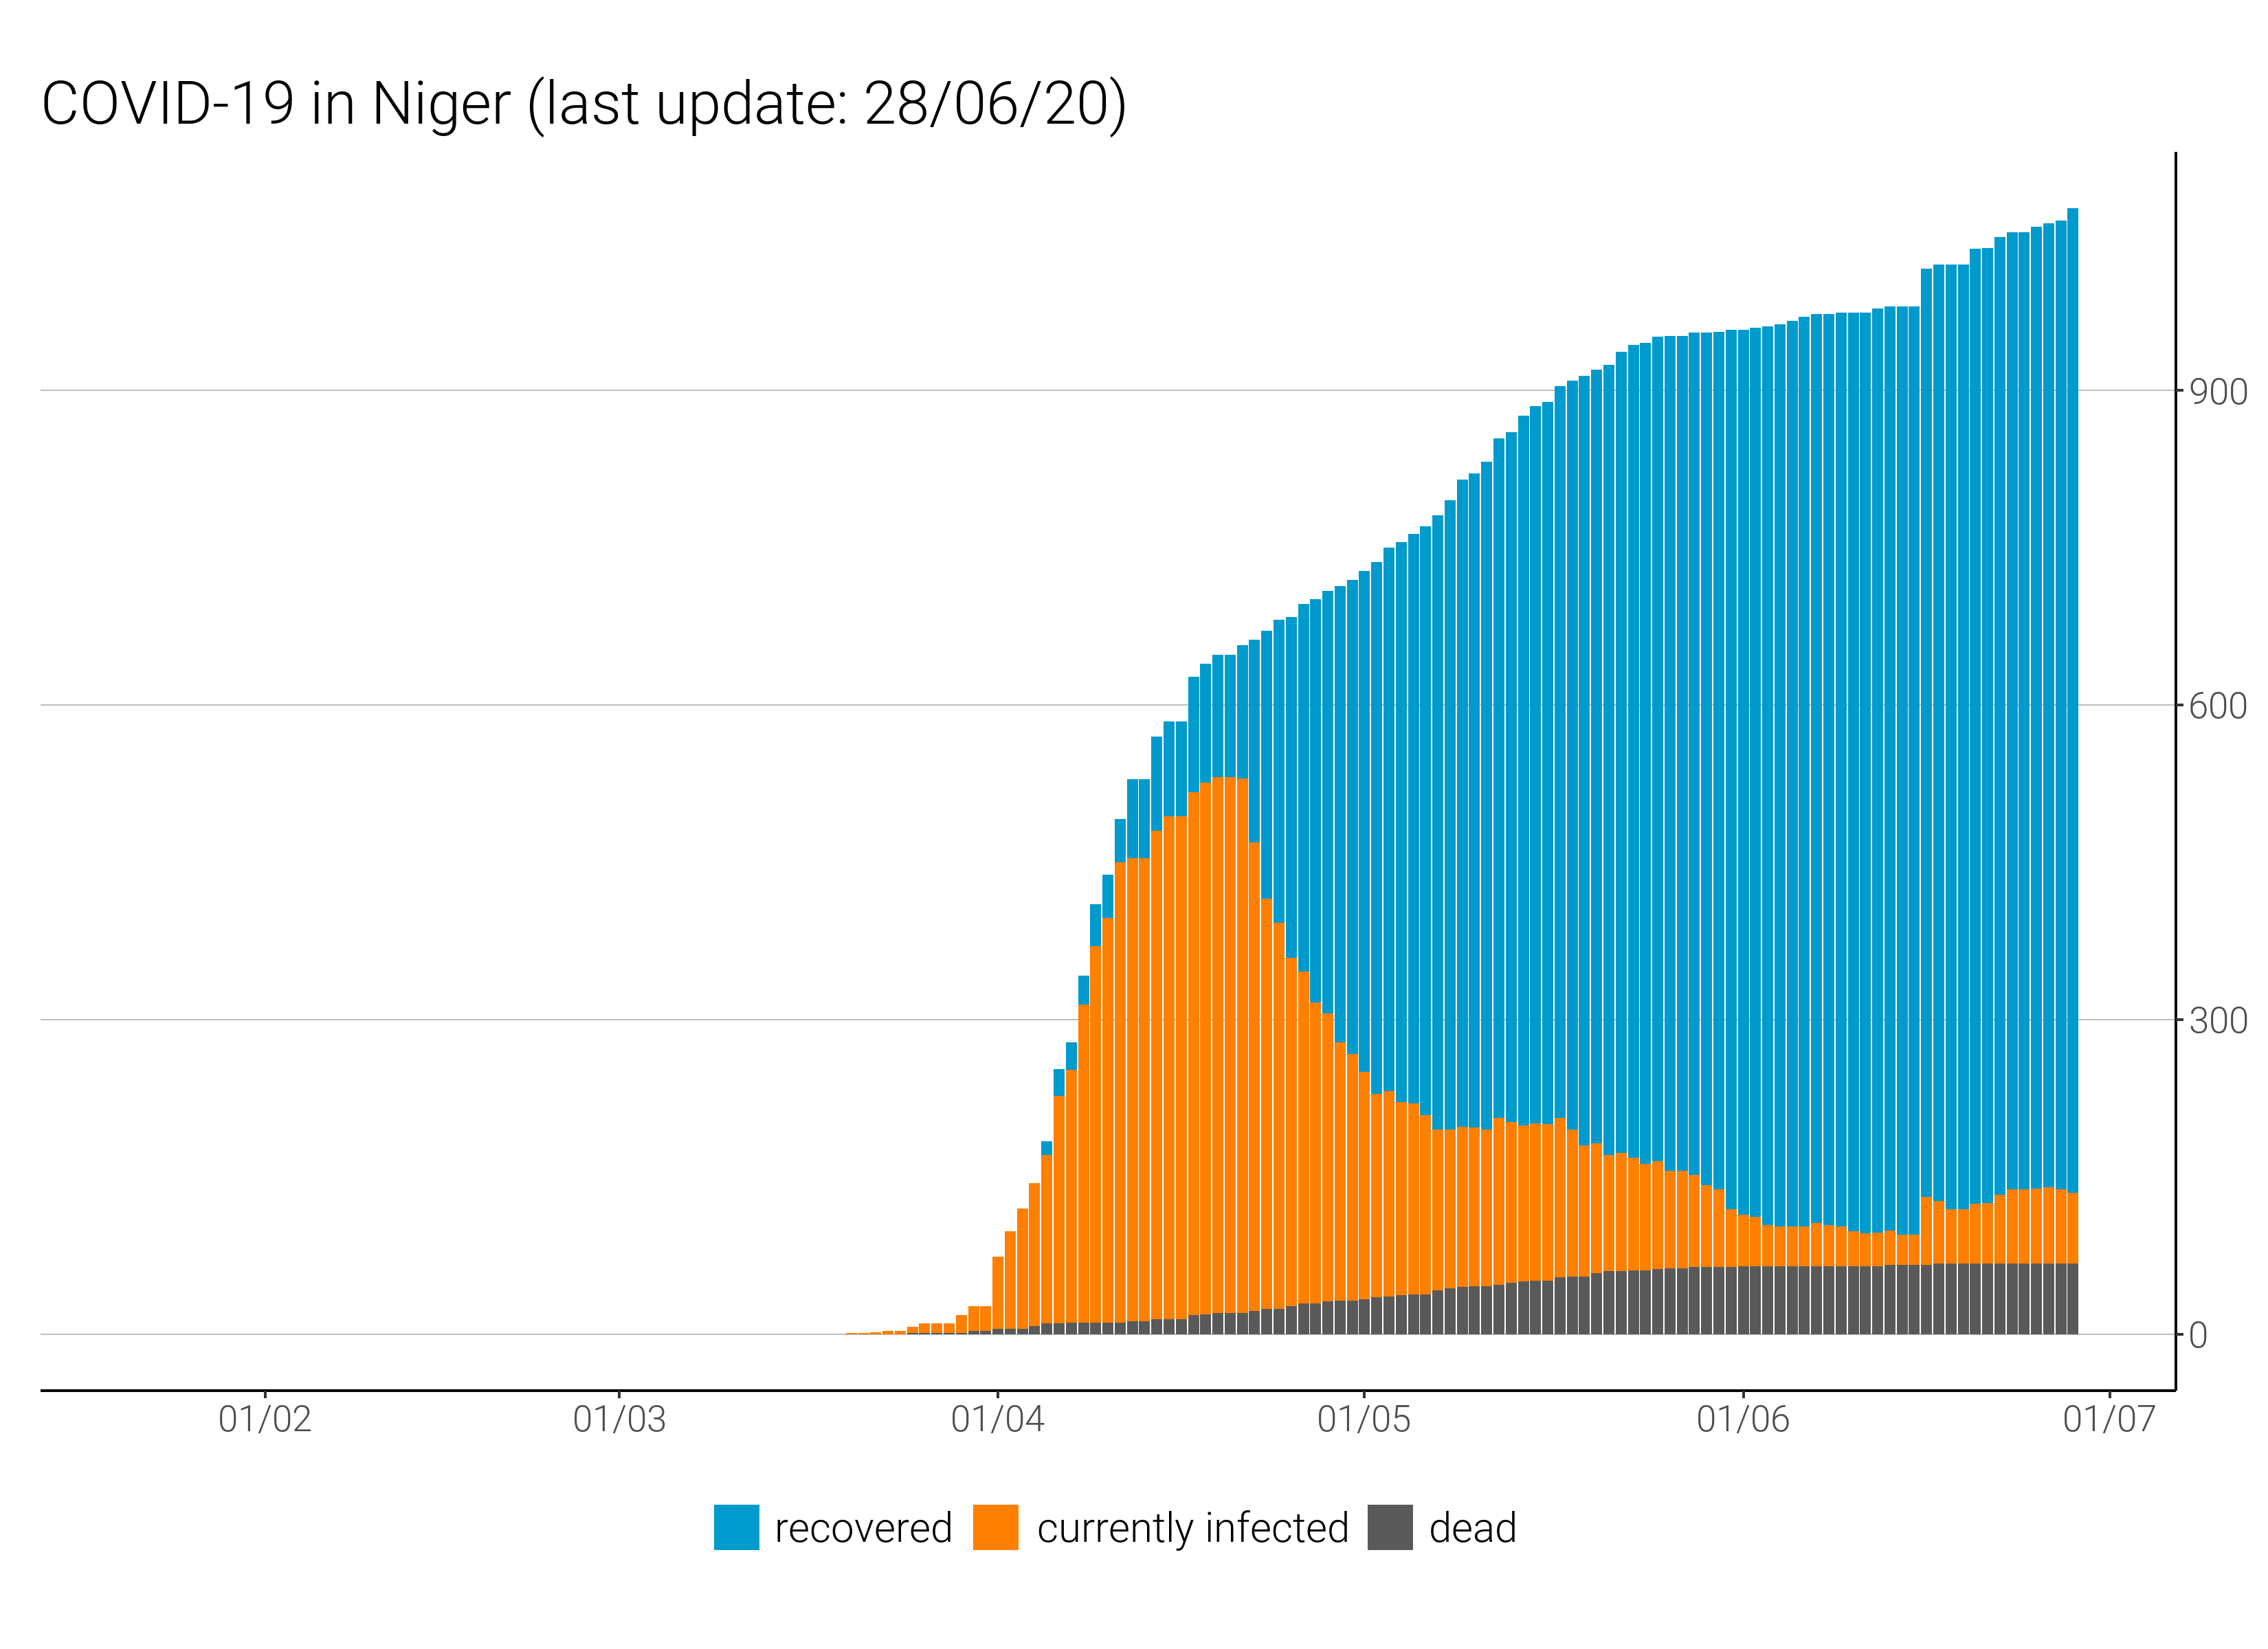 COVID-19 in Niger (last update: 28/06/20)
900
600
300
0
01/02 01/03 01/04 01/05 01/06 01/07
recovered currently infected dead